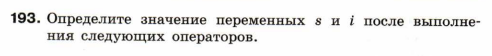 193. Определите значение переменных s и i после выполне-
ния следующих операторов.